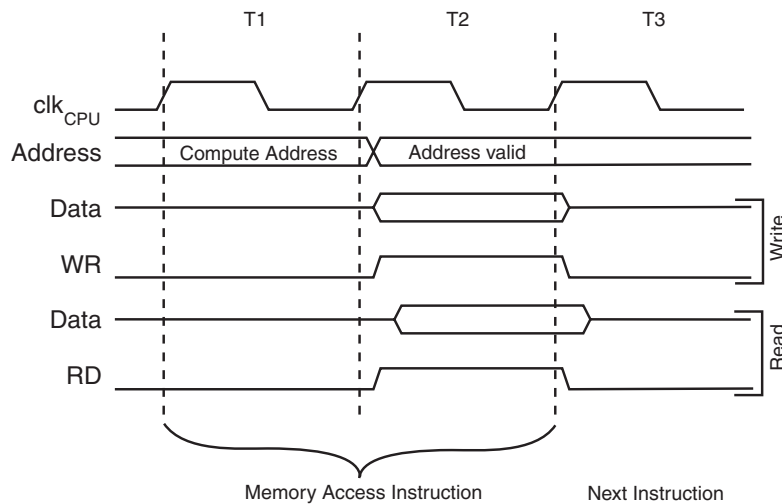 T1 T2 T3
clkCPU
Address Compute Address Address valid
Data
WR
Write
Data
RD
Read
Memory Access Instruction Next Instruction